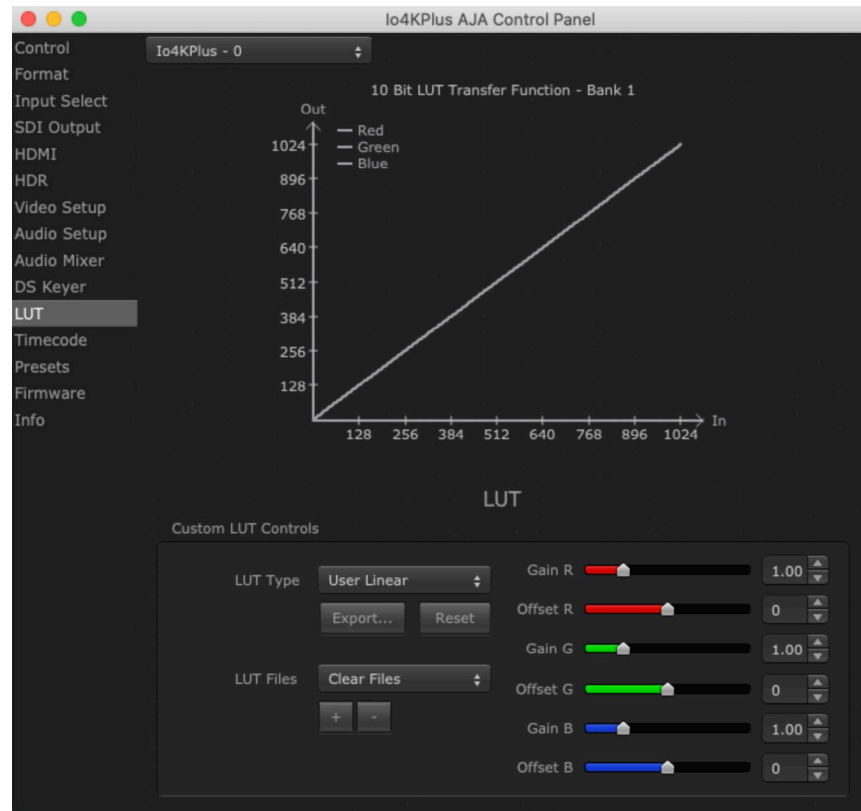 Io4KPlus AJA Control Panel
Control
Format
Input Select
SDI Output
HDMI
HDR
Video Setup
Audio Setup
Audio Mixer
DS Keyer
LUT
Timecode
Presets
Firmware
Info
Io4KPlus - 0
10 Bit LUT Transfer Function - Bank 1
Out
Red
Green
Blue
1024
896
768
640
512
384
256
128
128 256 384 512 640 768 896 1024
In
LUT
Custom LUT Controls
LUT Type User Linear
Export... Reset
LUT Files Clear Files
+ -
Gain R 1.00
Offset R 0
Gain G 1.00
Offset G 0
Gain B 1.00
Offset B 0